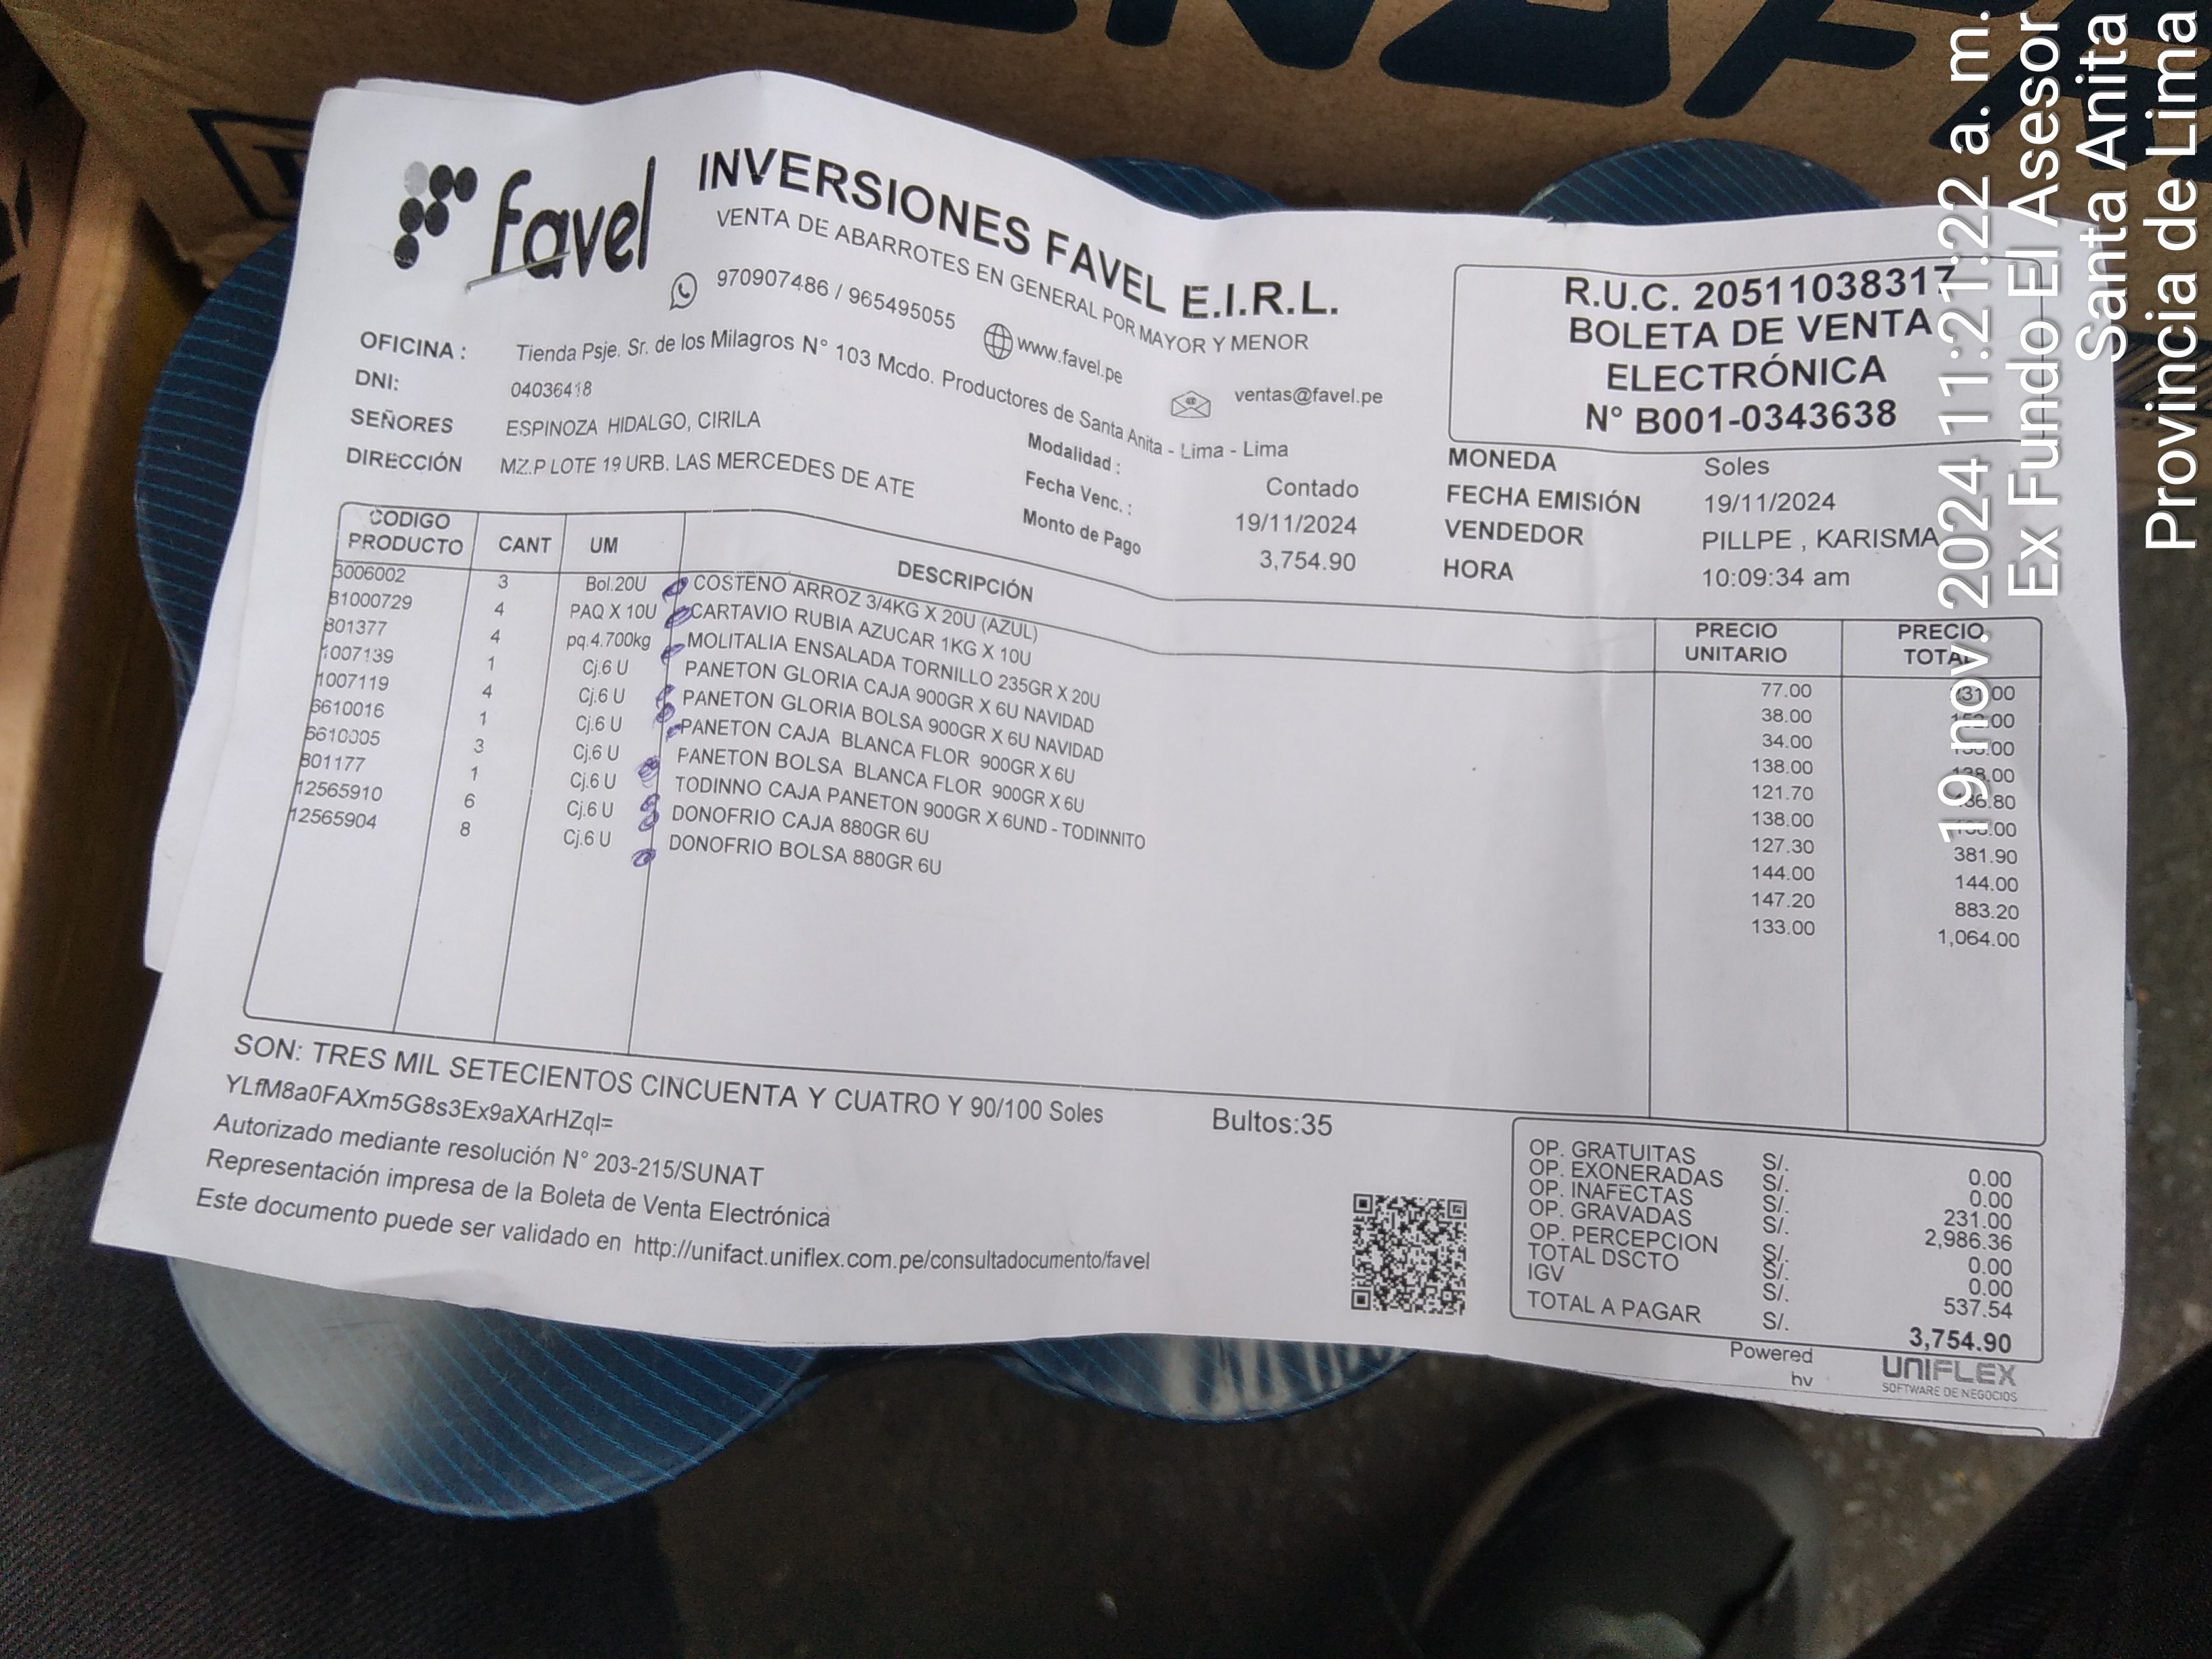 favel
INVERSIONES FAVEL E.I.R.L.
VENTA DE ABARROTES EN GENERAL POR MAYOR Y MENOR
970907486 / 965495055 www.favel.pe ventas@favel.pe
OFICINA : Tienda Psje. Sr. de los Milagros N° 103 Mcdo. Productores de Santa Anita - Lima - Lima
DNI: 04036418
SEÑORES ESPINOZA HIDALGO, CIRILA
DIRECCIÓN MZ.P LOTE 19 URB. LAS MERCEDES DE ATE
Modalidad : Contado
Fecha Venc. : 19/11/2024
Monto de Pago 3,754.90
R.U.C. 20511038317
BOLETA DE VENTA
ELECTRÓNICA
N° B001-0343638
MONEDA Soles
FECHA EMISIÓN 19/11/2024
VENDEDOR PILLPE , KARISMA
HORA 10:09:34 am
CODIGO PRODUCTO CANT UM DESCRIPCIÓN PRECIO UNITARIO PRECIO TOTAL
3006002 3 Bol.20U COSTEÑO ARROZ 3/4KG X 20U (AZUL) 77.00
81000729 4 PAQ X 10U CARTAVIO RUBIA AZUCAR 1KG X 10U 38.00
801377 4 pq.4.700kg MOLITALIA ENSALADA TORNILLO 235GR X 20U 34.00
1007139 1 Cj.6 U PANETON GLORIA CAJA 900GR X 6U NAVIDAD 138.00
1007119 4 Cj.6 U PANETON GLORIA BOLSA 900GR X 6U NAVIDAD 121.70
6610016 1 Cj.6 U PANETON CAJA BLANCA FLOR 900GR X 6U 138.00
6610005 3 Cj.6 U PANETON BOLSA BLANCA FLOR 900GR X 6U 127.30 381.90
801177 1 Cj.6 U TODINNO CAJA PANETON 900GR X 6UND - TODINNITO 144.00 144.00
12565910 6 Cj.6 U DONOFRIO CAJA 880GR 6U 147.20 883.20
12565904 8 Cj.6 U DONOFRIO BOLSA 880GR 6U 133.00 1,064.00
SON: TRES MIL SETECIENTOS CINCUENTA Y CUATRO Y 90/100 Soles
YLfM8a0FAXm5G8s3Ex9aXArHZqI=
Autorizado mediante resolución N° 203-215/SUNAT
Representación impresa de la Boleta de Venta Electrónica
Este documento puede ser validado en http://unifact.uniflex.com.pe/consultadocumento/favel
Bultos:35
OP. GRATUITAS S/. 0.00
OP. EXONERADAS S/. 0.00
OP. INAFECTAS S/. 231.00
OP. GRAVADAS S/. 2,986.36
OP. PERCEPCION S/. 0.00
TOTAL DSCTO S/. 0.00
IGV S/. 537.54
TOTAL A PAGAR S/. 3,754.90
Powered
hv
UNIFLEX
SOFTWARE DE NEGOCIOS
19 nov. 2024 11:21:22 a. m.
Ex Fundo El Asesor
Santa Anita
Provincia de Lima